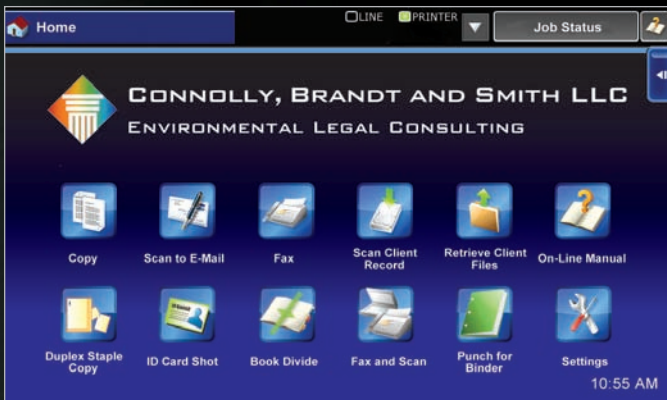 Home
LINE
PRINTER
Job Status
CONNOLLY, BRANDT AND SMITH LLC
ENVIRONMENTAL LEGAL CONSULTING
Copy
Scan to E-Mail
Fax
Scan Client
Record
Retrieve Client
Files
On-Line Manual
Duplex Staple
Copy
ID Card Shot
Book Divide
Fax and Scan
Punch for
Binder
Settings
10:55 AM